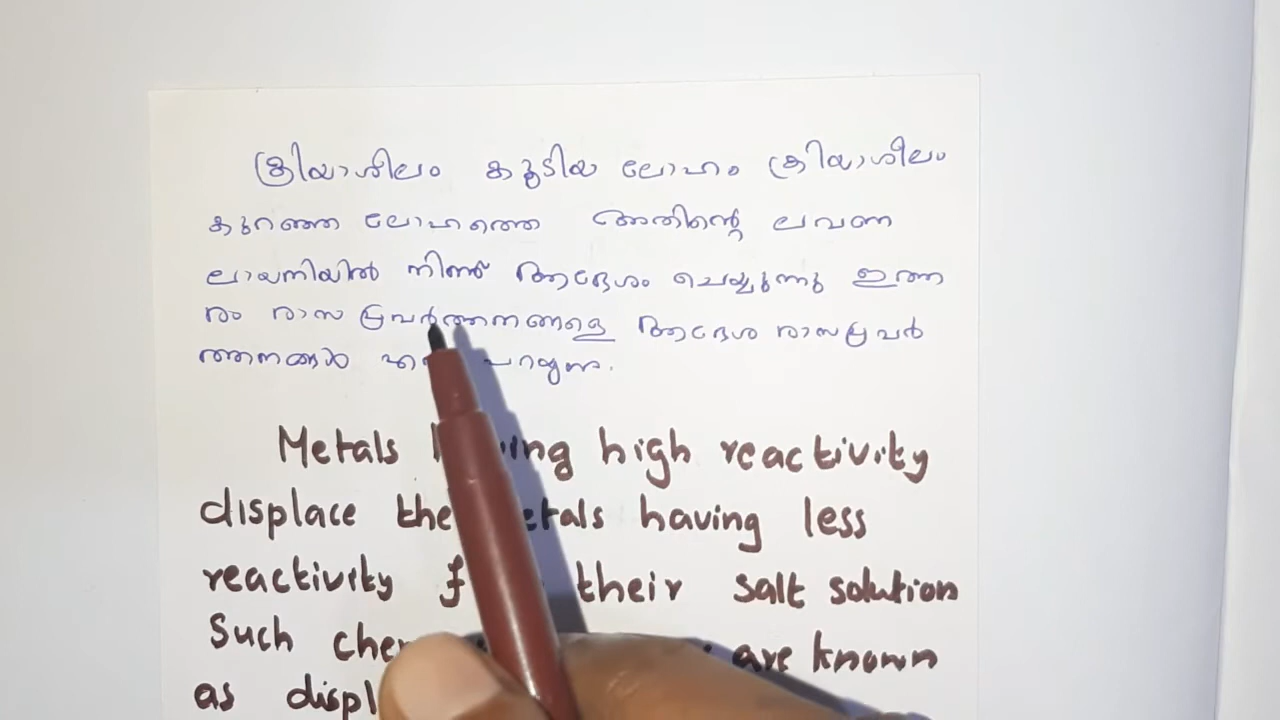 ക്രിയാശീലം കൂടിയ ലോഹം ക്രിയാശീലം
കുറഞ്ഞ ലോഹത്തെ അതിന്റെ ലവണ
ലായനിയിൽ നിന്ന് ആദേശം ചെയ്യുന്നു ഇത്ത
രം രാസ പ്രവർത്തനങ്ങളെ ആദേശ രാസപ്രവർ
ത്തനങ്ങൾ പറയുന്നു.
Metals high reactivity
displace the having less
reactivity their salt solution
Such are known
as